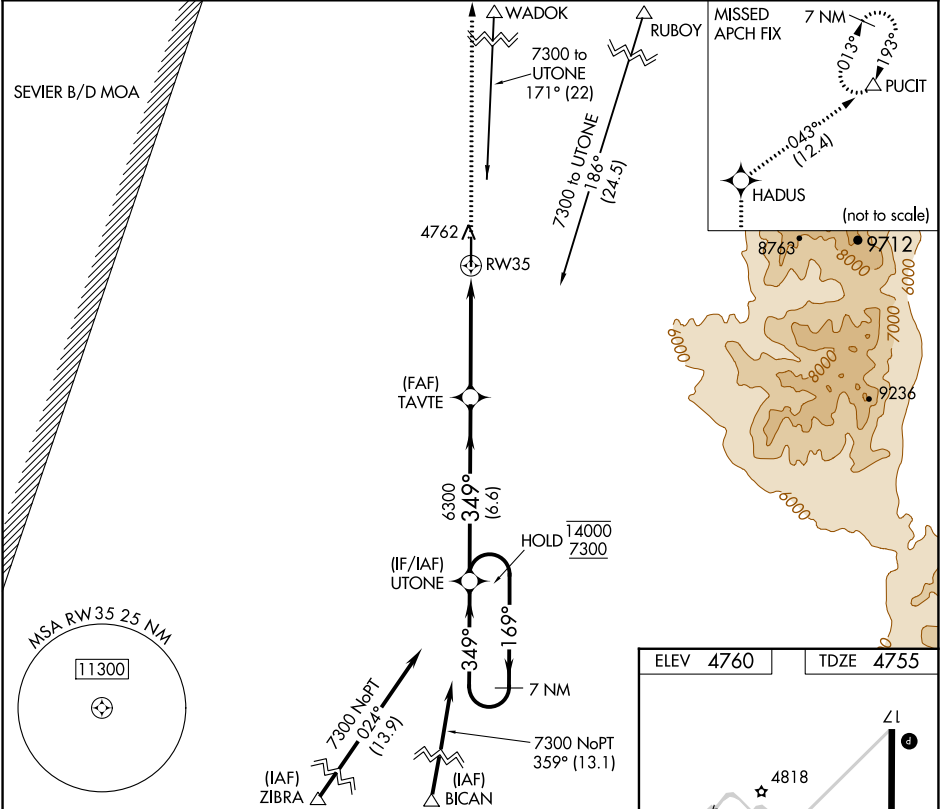 WADOK
RUBOY
7300 to
UTONE
171° (22)
SEVIER B/D MOA
7300 to UTONE
186°
(24.5)
MISSED
APCH FIX
7 NM
013°
193°
PUCIT
043°
(12.4)
HADUS
(not to scale)
4762
RW35
8763
9712
8000
6000
7000
6000
8000
9236
6000
(FAF)
TAVTE
6300
349°
(6.6)
HOLD 14000
7300
(IF/IAF)
UTONE
349°
169°
7 NM
MSA RW35 25 NM
11300
7300 NoPT
024°
(13.9)
7300 NoPT
359° (13.1)
(IAF)
ZIBRA
(IAF)
BICAN
ELEV 4760
TDZE 4755
17
P
4818